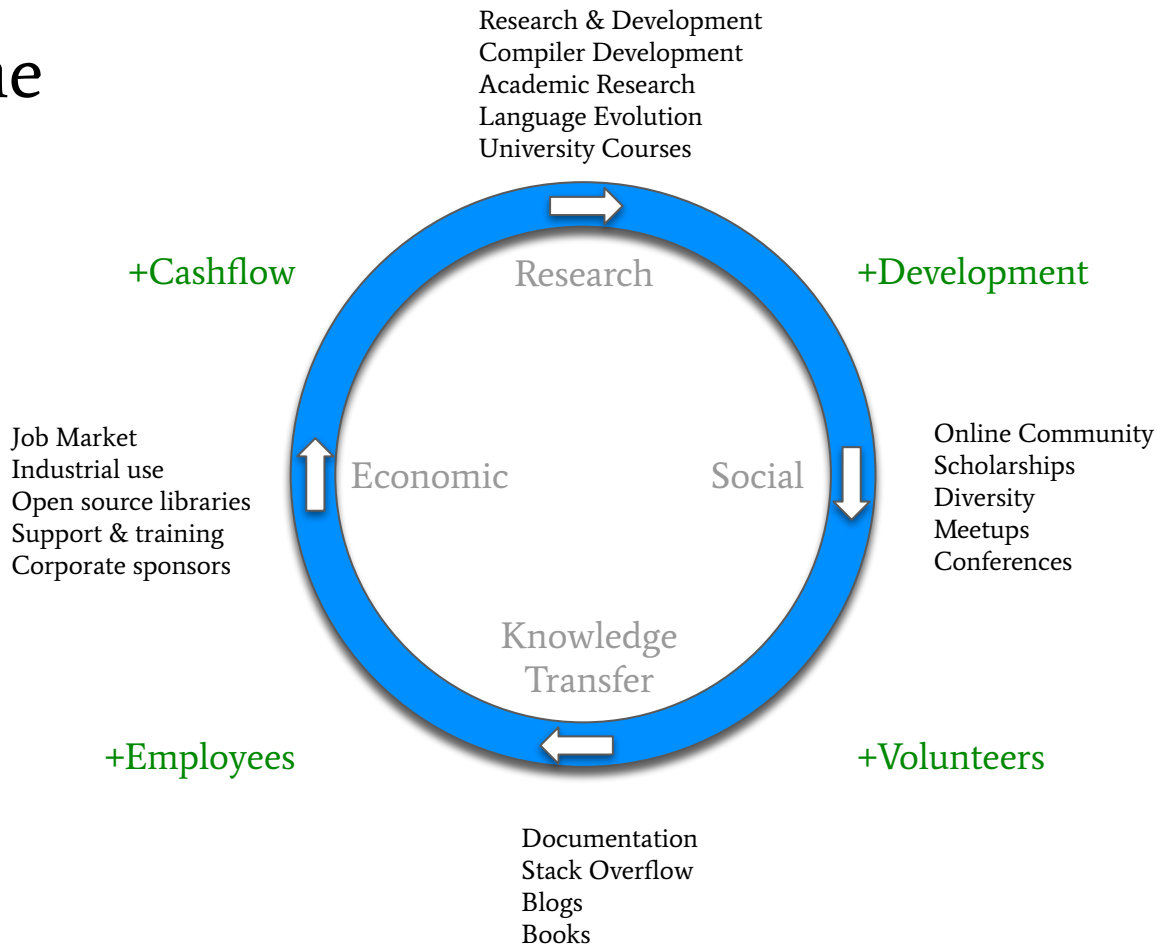 Research & Development
Compiler Development
Academic Research
Language Evolution
University Courses
+Cashflow
Research
+Development
Job Market
Industrial use
Open source libraries
Support & training
Corporate sponsors
Economic
Social
Online Community
Scholarships
Diversity
Meetups
Conferences
Knowledge
Transfer
+Employees
+Volunteers
Documentation
Stack Overflow
Blogs
Books